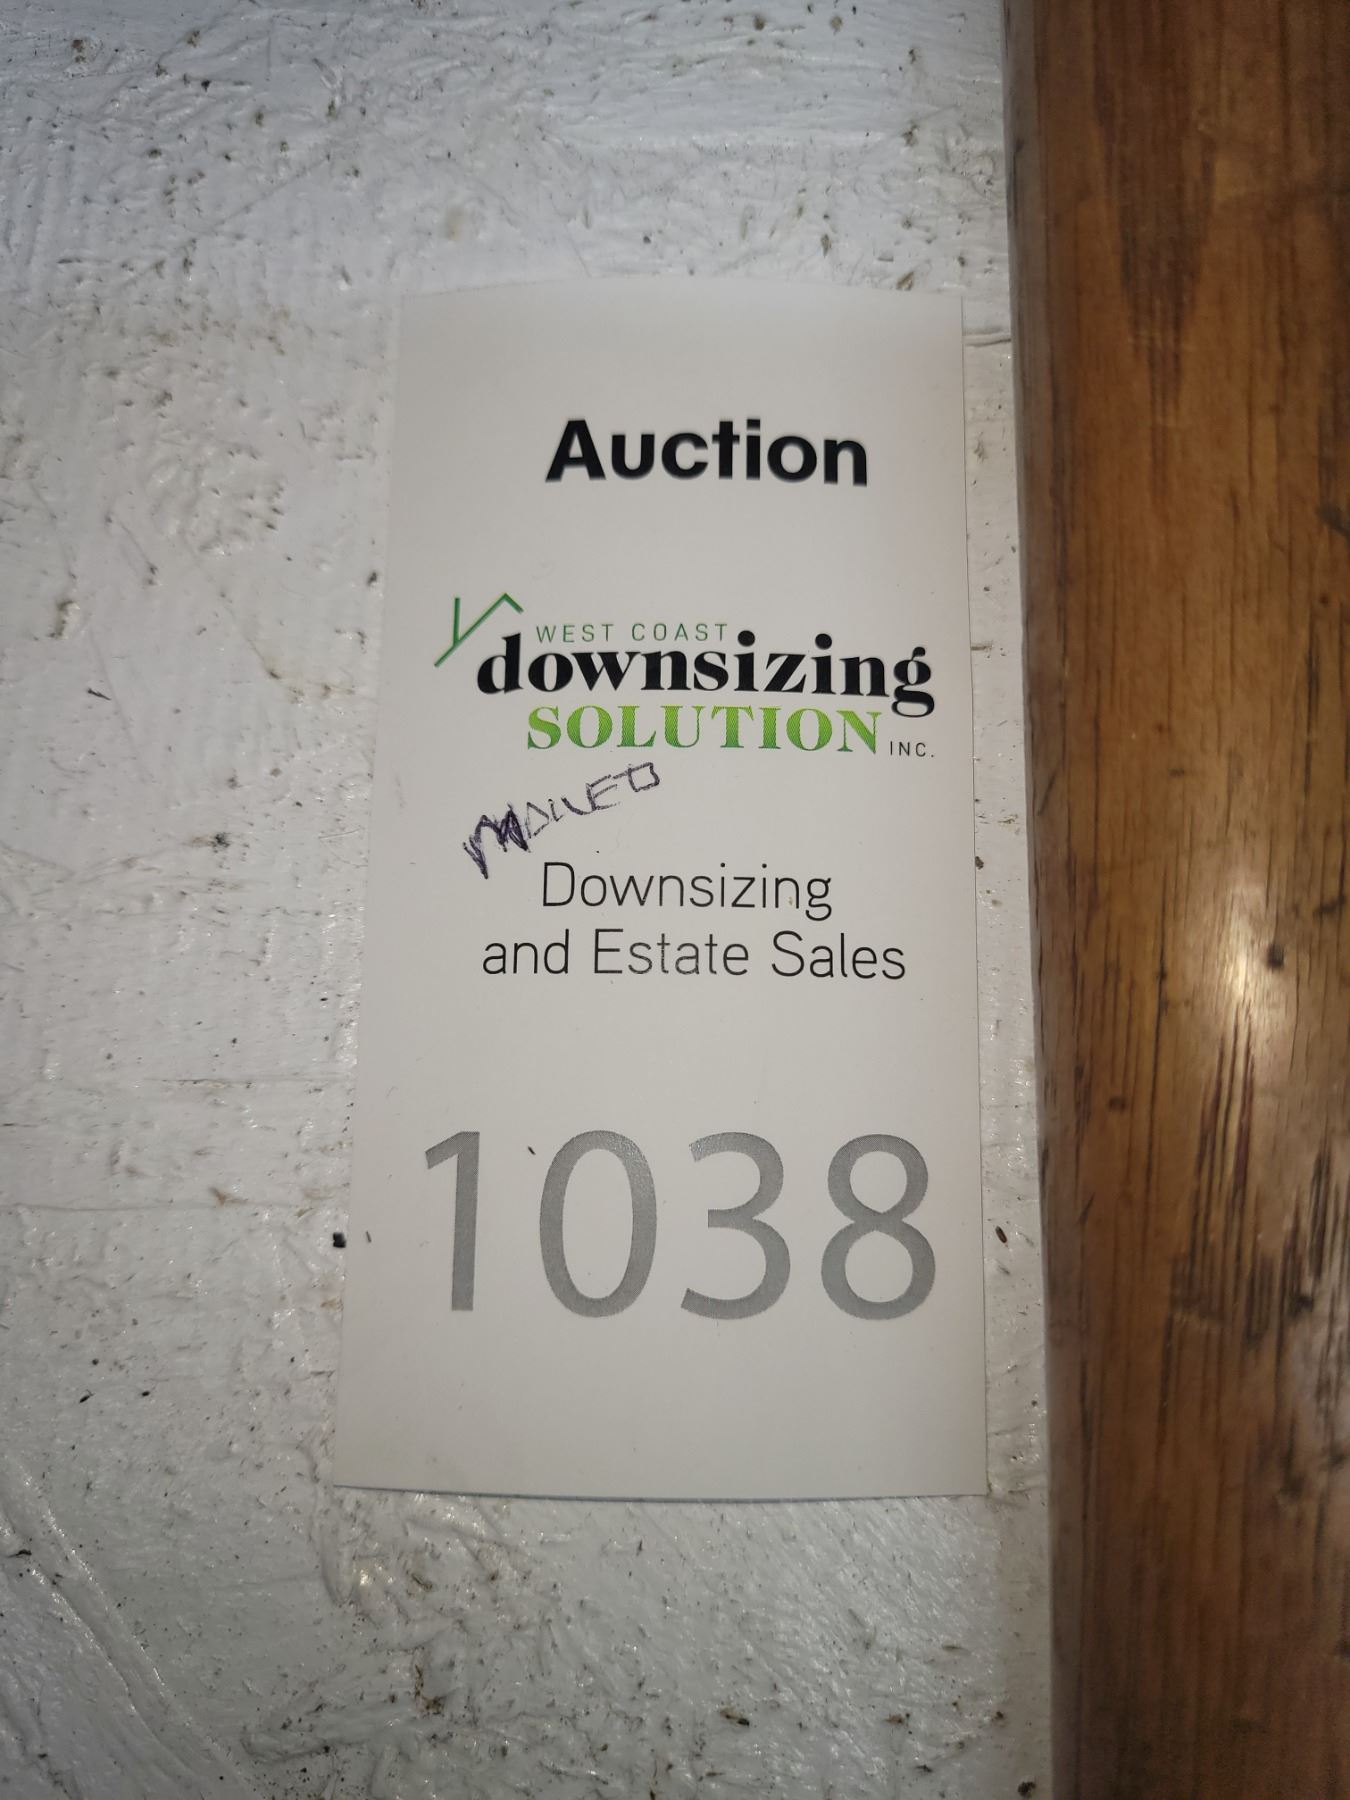 Auction
WEST COAST
downsizing
SOLUTION INC.
Downsizing
and Estate Sales
1038